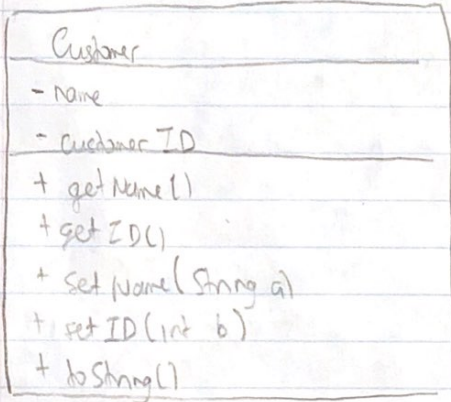 Customer
- name
- customer ID
+ getName()
+ get ID()
+ set Name(String a)
+ set ID(int b)
+ toString()